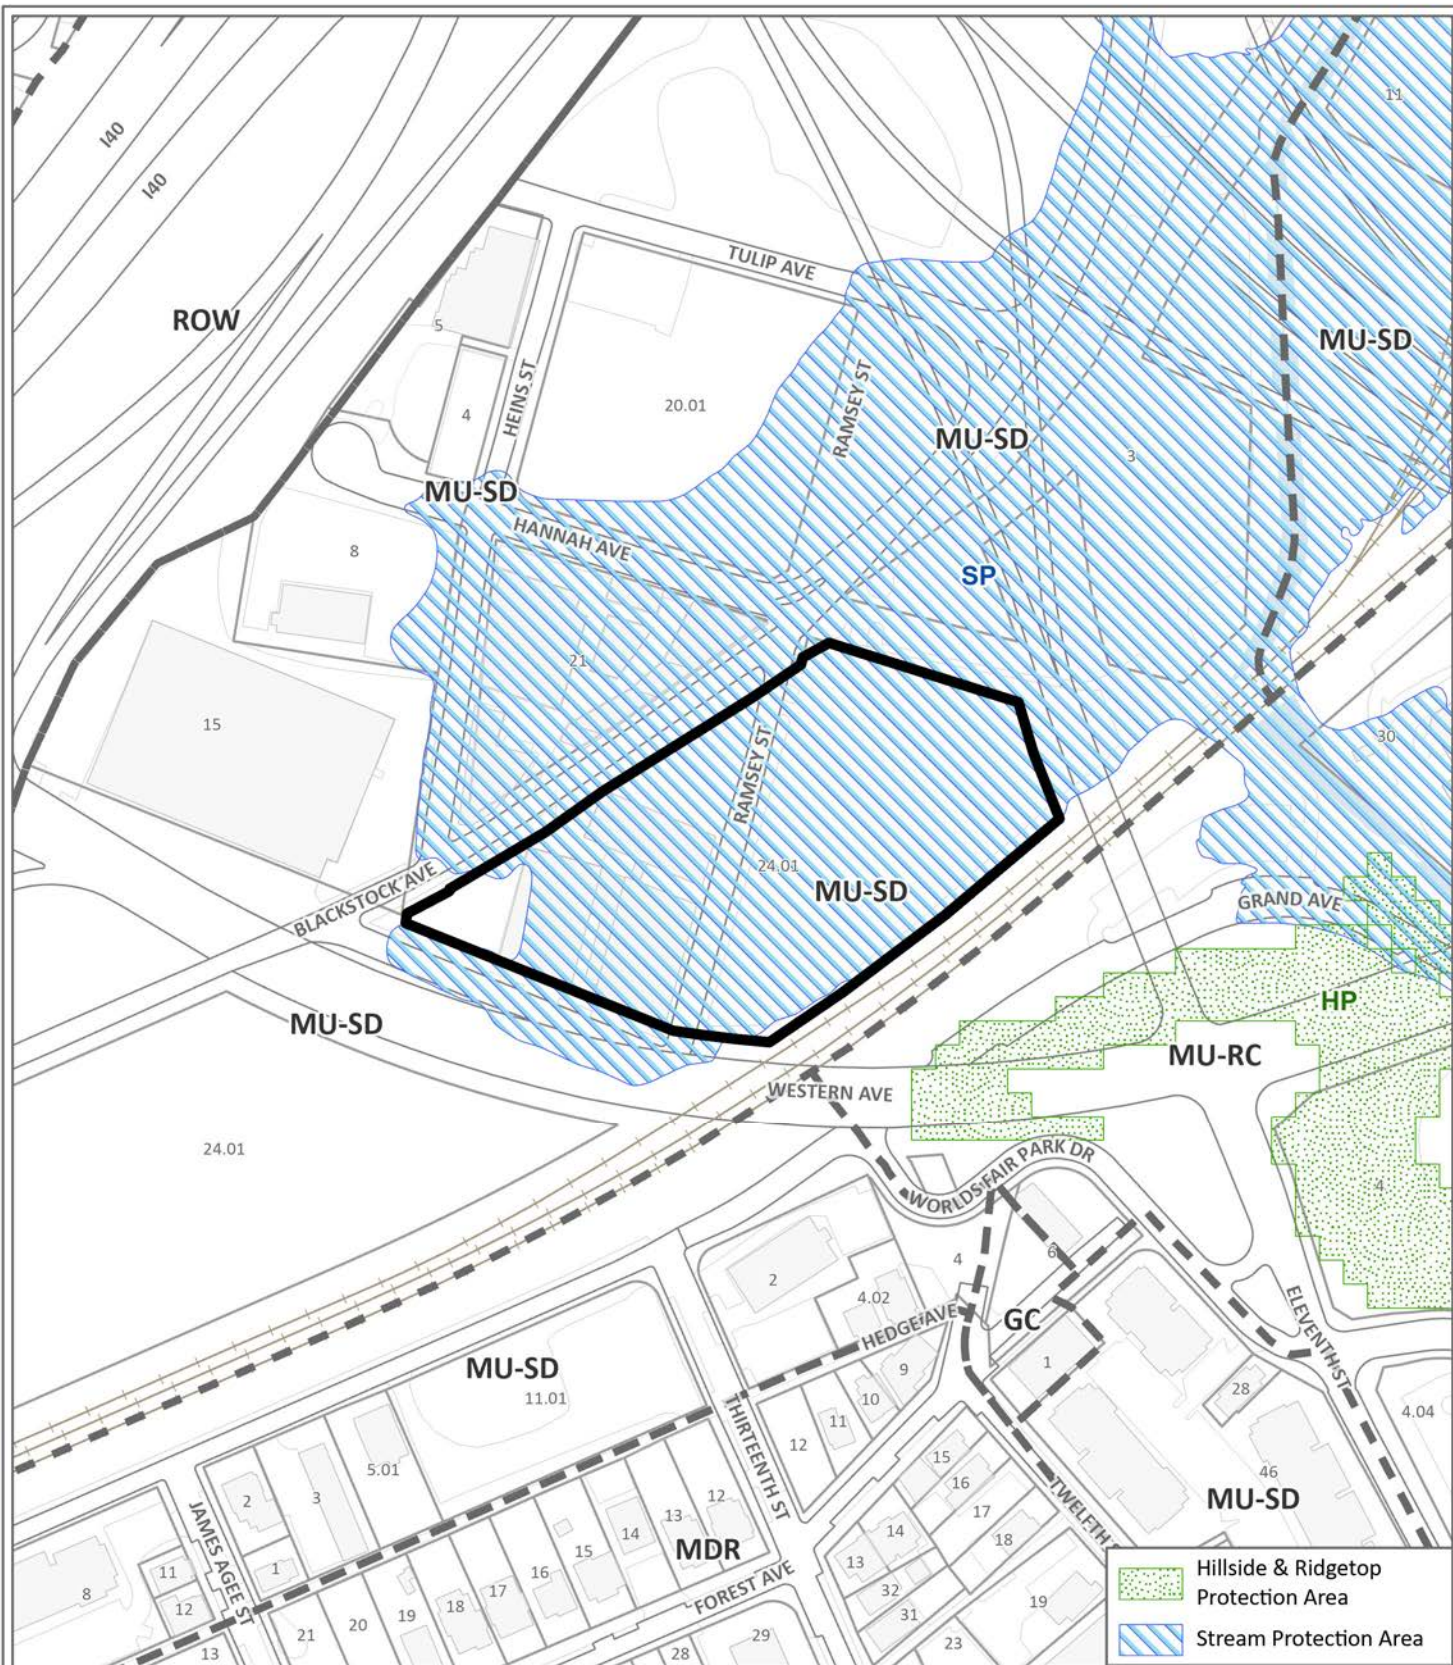 11
I40
I40
TULIP AVE
ROW
5
MU-SD
HEINS ST
RAMSEY ST
4
20.01
MU-SD
3
MU-SD
HANNAH AVE
8
SP
21
15
30
RAMSEY ST
24.01
MU-SD
BLACKSTOCK AVE
GRAND AVE
HP
MU-SD
MU-RC
WESTERN AVE
24.01
WORLDS FAIR PARK DR
4
4
6
2
4.02
HEDGE AVE
GC
ELEVENTH ST
MU-SD
11.01
9
1
10
28
11
4.04
THIRTEENTH ST
12
15
5.01
16
46
2
3
12
MU-SD
17
13
14
14
18
TWELFTH S
JAMES AGEE ST
MDR
15
13
11
1
16
8
17
32
FOREST AVE
12
18
19
31
19
20
21
29
23
13
28
Hillside & Ridgetop
Protection Area
Stream Protection Area